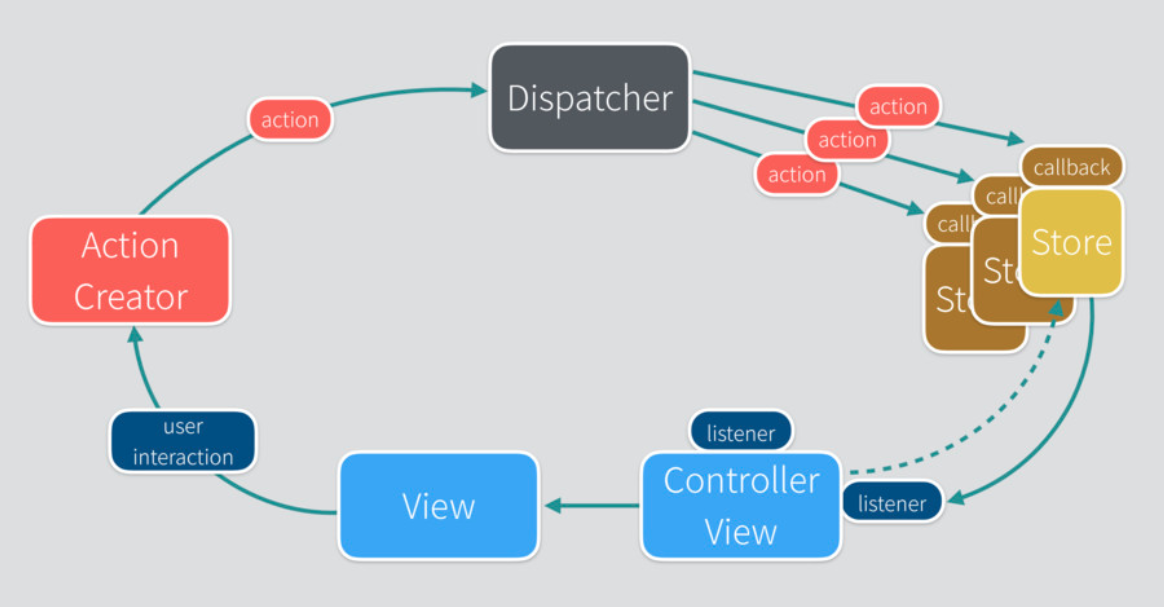 Dispatcher
action
action
action
action
callback
call
call
Store
Sto
Sto
Action
Creator
user
interaction
listener
Controller
View
listener
View